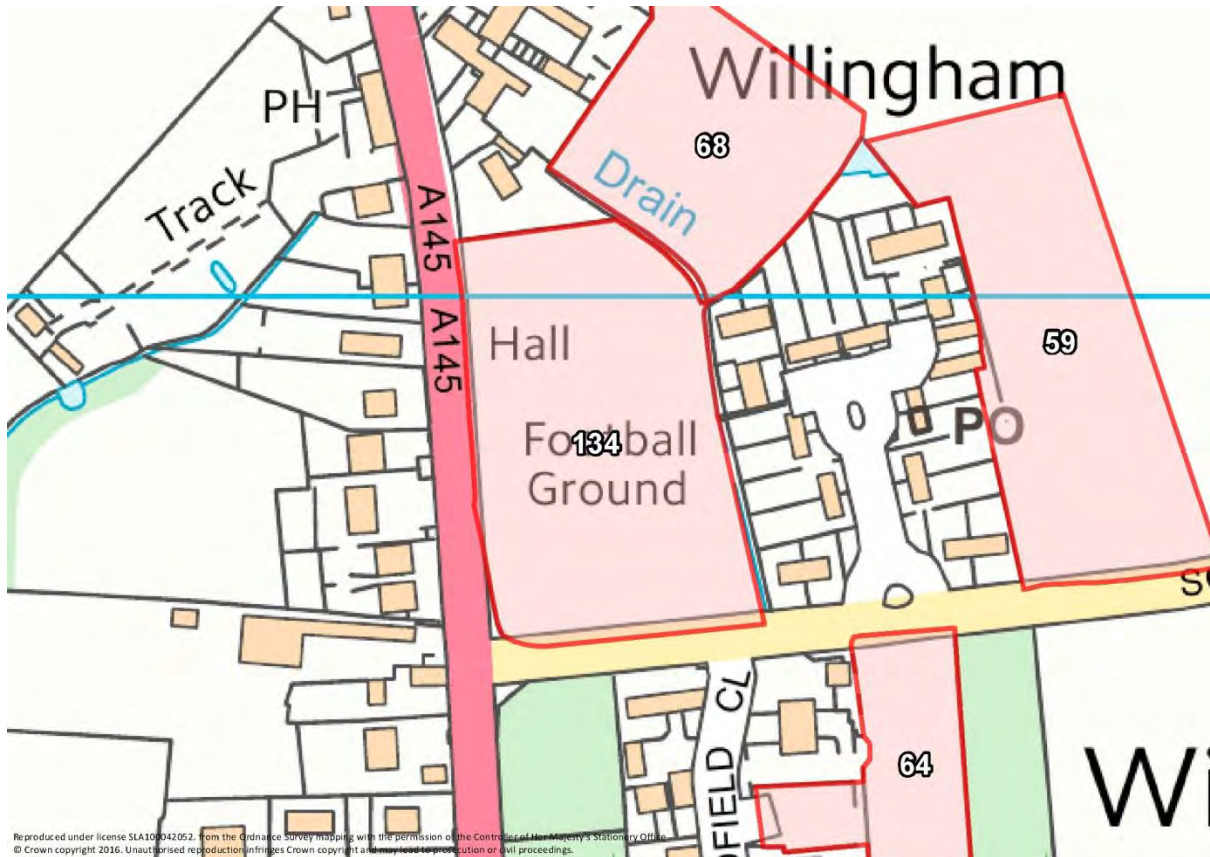 Willingham
PH
68
Drain
Track
A145
A145
Hall
59
PO
Football
134
Ground
64
Wi
Reproduced under license SLA100042052. from the Ordnance Survey mapping with the permission of the Controller of Her Majesty's Stationery Office
© Crown copyright 2016. Unauthorised reproduction infringes Crown copyright and may lead to prosecution or civil proceedings.
DFIELD CL